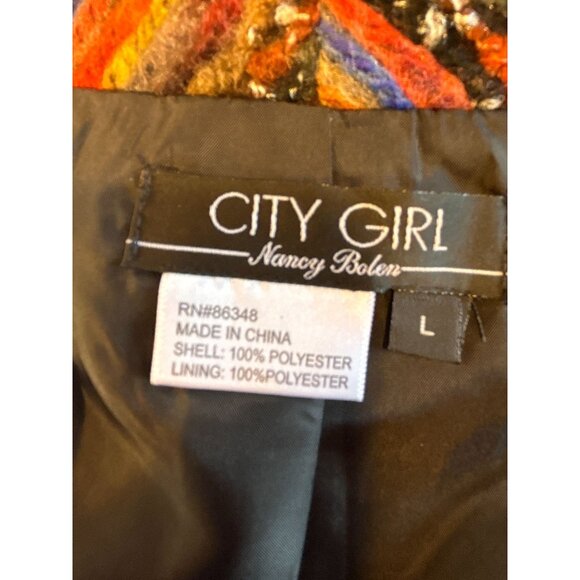 CITY GIRL
Nancy Bolen
RN#86348
MADE IN CHINA
SHELL: 100% POLYESTER
LINING: 100%POLYESTER
L